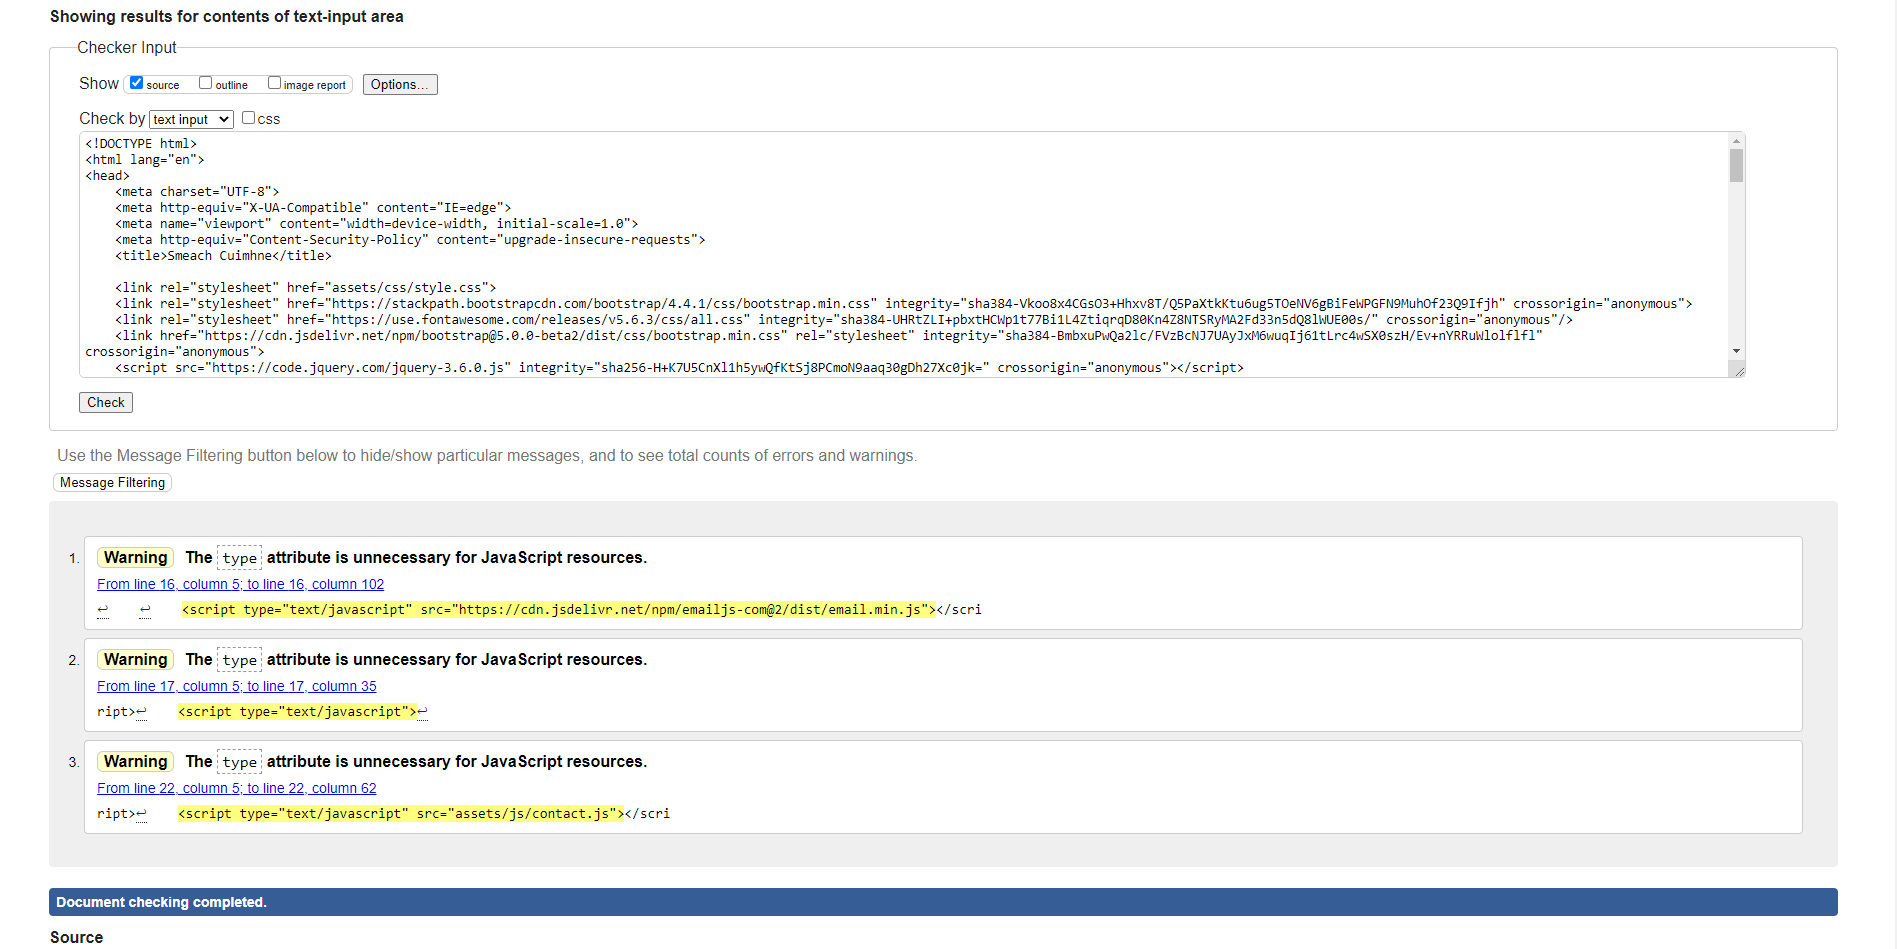 Showing results for contents of text-input area
Checker Input
Show source outline image report Options...
Check by text input css
<!DOCTYPE html>
<html lang="en">
<head>
    <meta charset="UTF-8">
    <meta http-equiv="X-UA-Compatible" content="IE=edge">
    <meta name="viewport" content="width=device-width, initial-scale=1.0">
    <meta http-equiv="Content-Security-Policy" content="upgrade-insecure-requests">
    <title>Smeach Cuimhne</title>
    <link rel="stylesheet" href="assets/css/style.css">
    <link rel="stylesheet" href="https://stackpath.bootstrapcdn.com/bootstrap/4.4.1/css/bootstrap.min.css" integrity="sha384-Vkoo8x4CGsO3+Hhxv8T/Q5PaXtkKtu6ug5TOeNV6gBiFeWPGFN9MuhOf23Q9Ifjh" crossorigin="anonymous">
    <link rel="stylesheet" href="https://use.fontawesome.com/releases/v5.6.3/css/all.css" integrity="sha384-UHRtZLI+pbxtHCWp1t77Bi1L4ZtiqrqD80Kn4Z8NTSRyMA2Fd33n5dQ8lWUE00s/" crossorigin="anonymous"/>
    <link href="https://cdn.jsdelivr.net/npm/bootstrap@5.0.0-beta2/dist/css/bootstrap.min.css" rel="stylesheet" integrity="sha384-BmbxuPwQa2lc/FVzBcNJ7UAyJxM6wuqIj61tLrc4wSX0szH/Ev+nYRRuWlolflfl"
crossorigin="anonymous">
    <script src="https://code.jquery.com/jquery-3.6.0.js" integrity="sha256-H+K7U5CnXl1h5ywQfKtSj8PCmoN9aaq30gDh27Xc0jk=" crossorigin="anonymous"></script>
Check
Use the Message Filtering button below to hide/show particular messages, and to see total counts of errors and warnings.
Message Filtering
1. Warning The type attribute is unnecessary for JavaScript resources.
From line 16, column 5; to line 16, column 102
↩ ↩ <script type="text/javascript" src="https://cdn.jsdelivr.net/npm/emailjs-com@2/dist/email.min.js"></scri
2. Warning The type attribute is unnecessary for JavaScript resources.
From line 17, column 5; to line 17, column 35
ript>↩ <script type="text/javascript">↩
3. Warning The type attribute is unnecessary for JavaScript resources.
From line 22, column 5; to line 22, column 62
ript>↩ <script type="text/javascript" src="assets/js/contact.js"></scri
Document checking completed.
Source